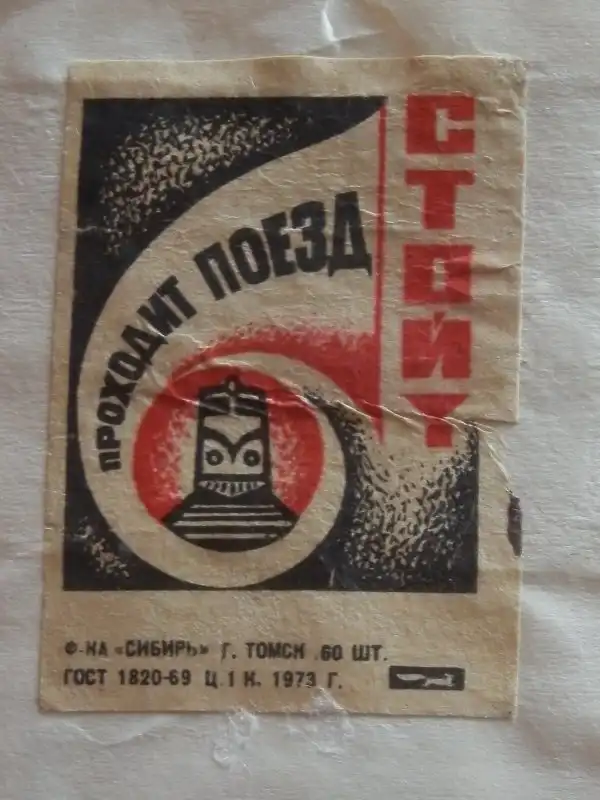 СТОЙ!
ПРОХОДИТ ПОЕЗД
Ф-КА «СИБИРЬ» Г. ТОМСК 60 ШТ.
ГОСТ 1820-69 Ц. 1 К. 1973 Г.